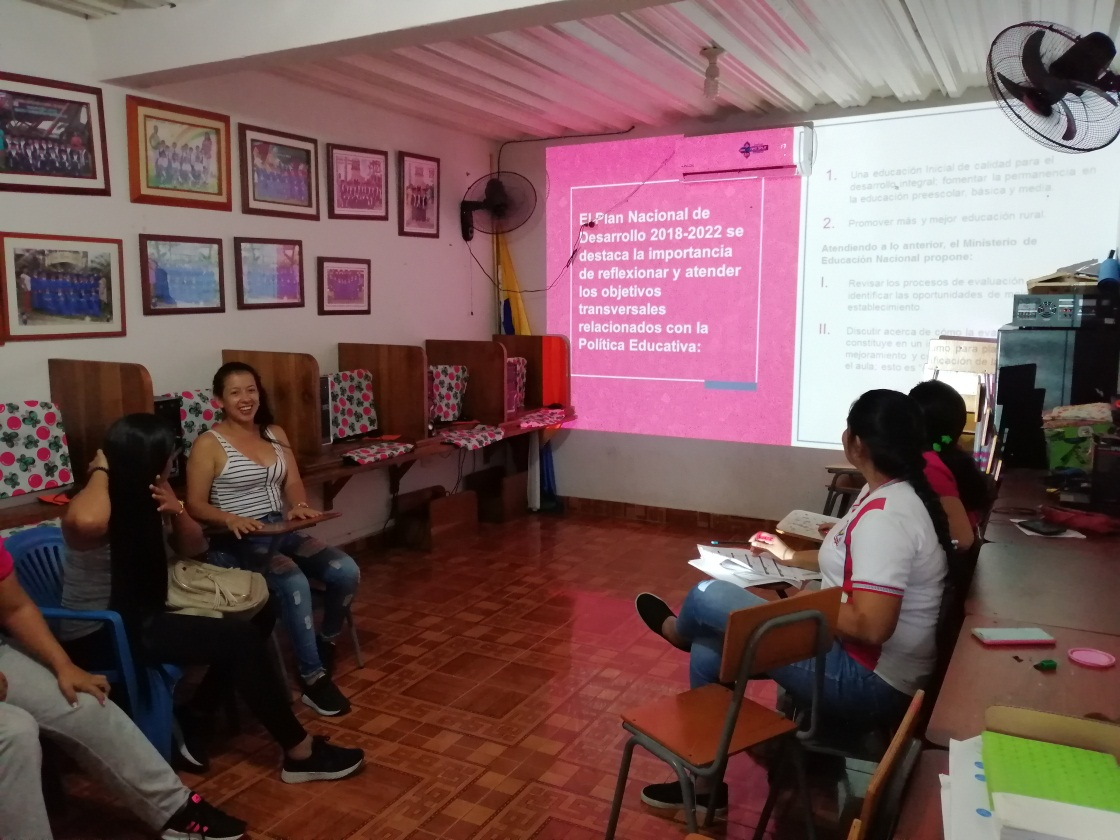 El Plan Nacional de
Desarrollo 2018-2022 se
destaca la importancia
de reflexionar y atender
los objetivos
transversales
relacionados con la
Política Educativa:
1. Una educación inicial de calidad para el
desarrollo integral, fomentar la permanencia en
la educación preescolar, básica y media
2. Promover más y mejor educación rural.
Atendiendo a lo anterior, el Ministerio de
Educación Nacional propone:
I. Revisar los procesos de evaluación
identificar las oportunidades de
establecimiento
II. Discutir acerca de cómo la
constituye en un
mejoramiento y
el aula, esto es